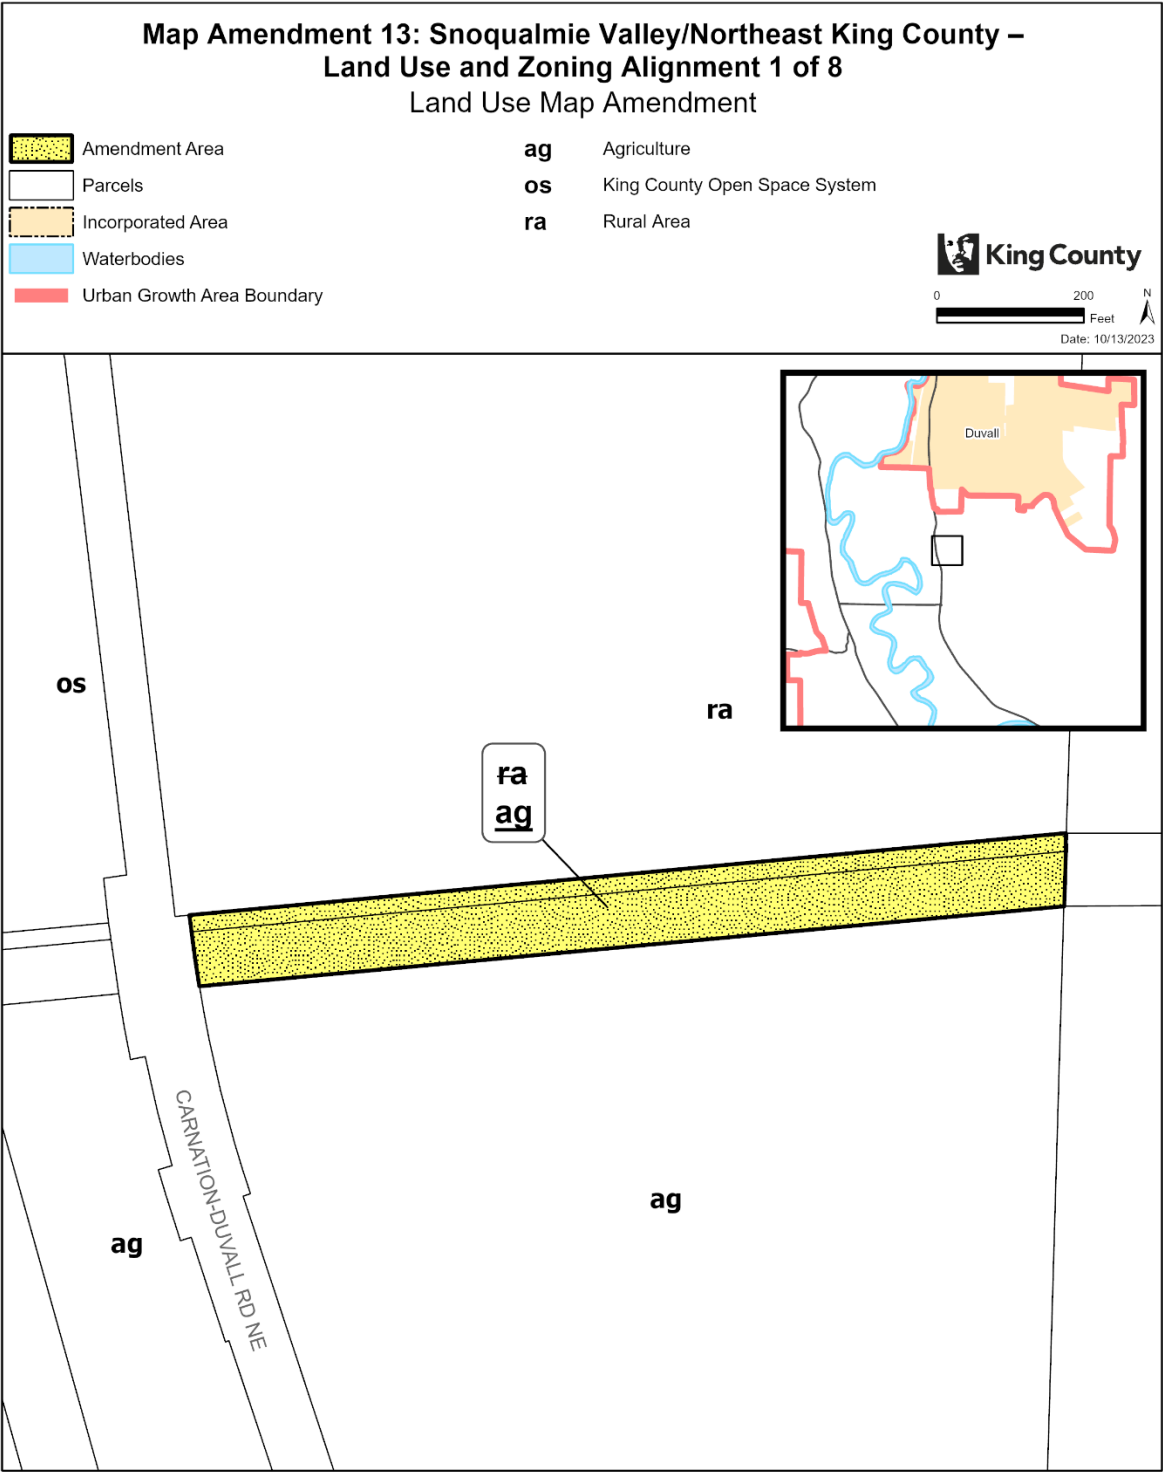 Map Amendment 13: Snoqualmie Valley/Northeast King County –
Land Use and Zoning Alignment 1 of 8
Land Use Map Amendment
Amendment Area
Parcels
Incorporated Area
Waterbodies
Urban Growth Area Boundary
ag Agriculture
os King County Open Space System
ra Rural Area
King County
0 200
Feet
N
Date: 10/13/2023
Duvall
os
ra
ra
ag
CARNATION-DUVALL RD NE
ag
ag